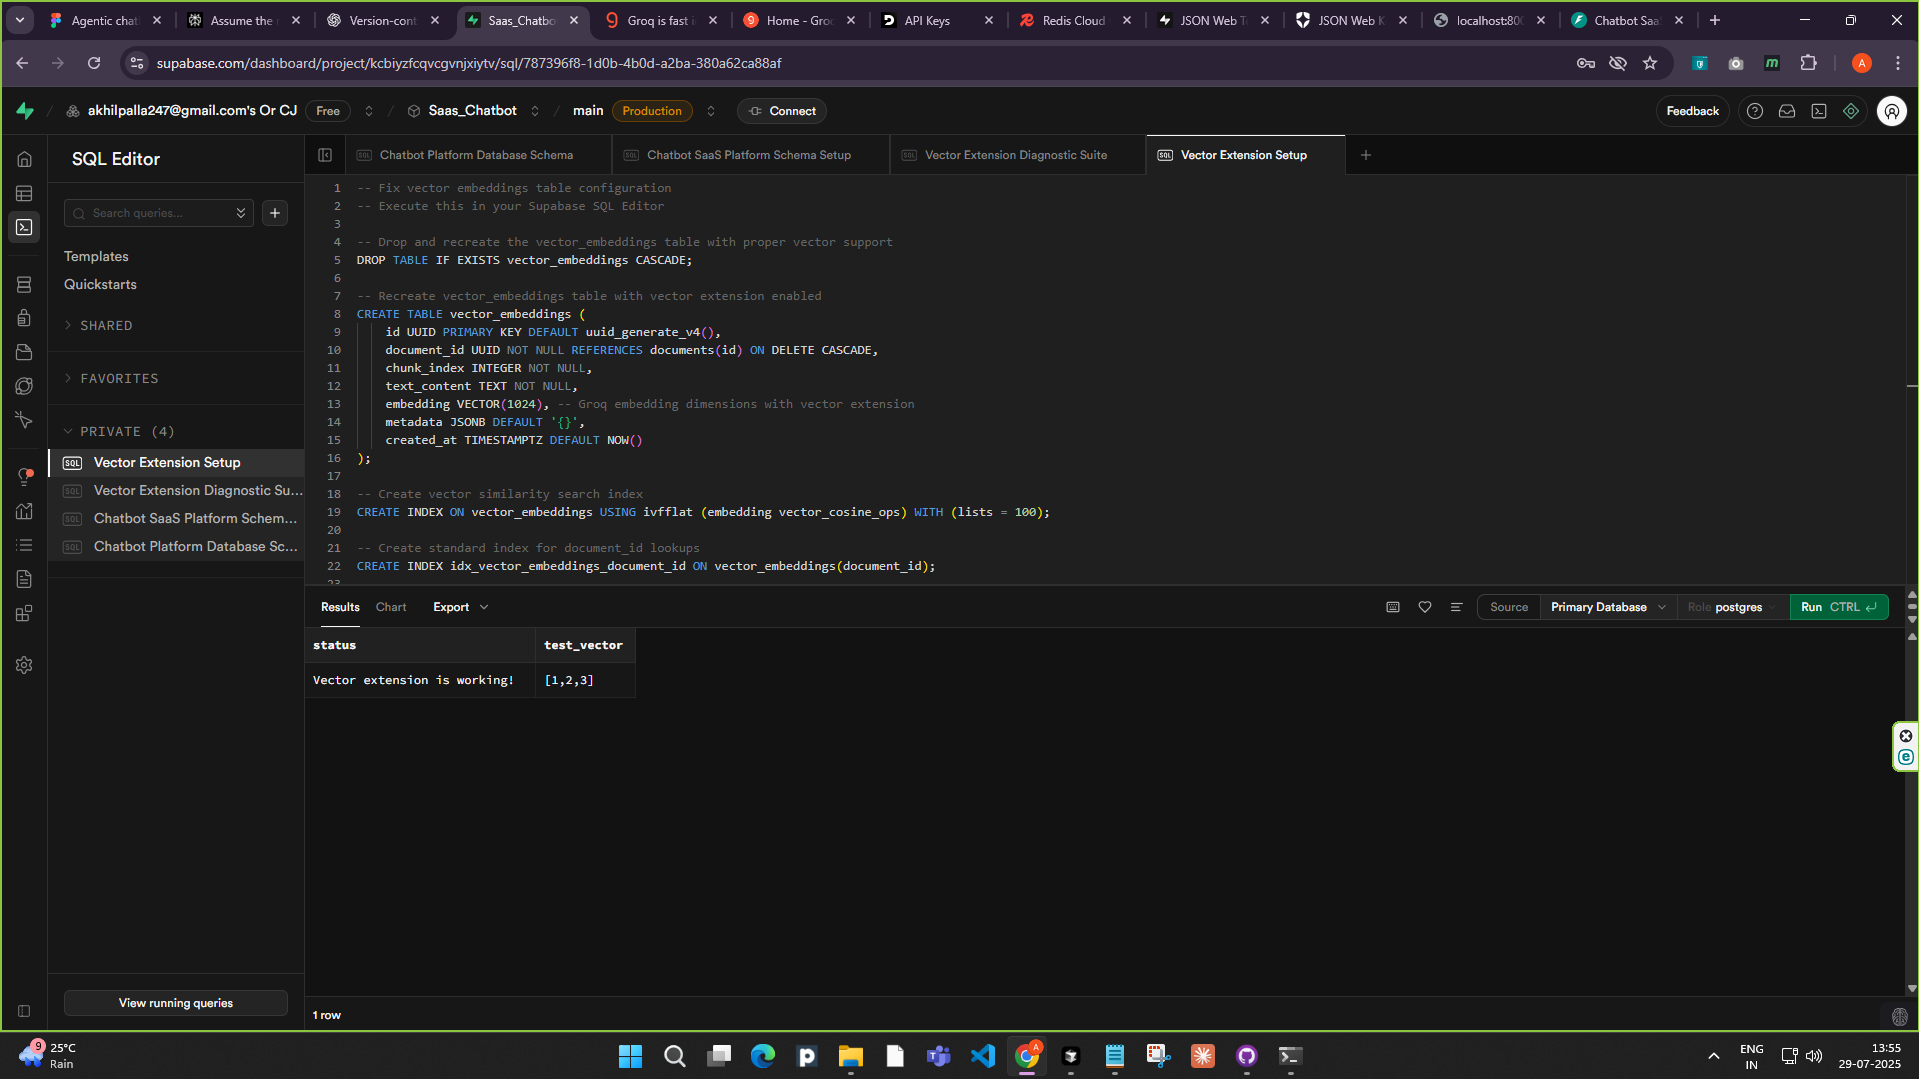 Agentic chat
Assume the
Version-cont
Saas_Chatbo
Groq is fast i
Home - Groq
API Keys
Redis Cloud
JSON Web T
JSON Web K
localhost:800
Chatbot Saa
supabase.com/dashboard/project/kcbiyzfcqvcgvnjxiytv/sql/787396f8-1d0b-4b0d-a2ba-380a62ca88af
A
akhilpalla247@gmail.com's Or CJ
Free
/
Saas_Chatbot
/
main
Production
Connect
Feedback
SQL Editor
Chatbot Platform Database Schema
Chatbot SaaS Platform Schema Setup
Vector Extension Diagnostic Suite
Vector Extension Setup
Search queries...
Templates
Quickstarts
SHARED
FAVORITES
PRIVATE (4)
SQL Vector Extension Setup
SQL Vector Extension Diagnostic Su...
SQL Chatbot SaaS Platform Schem...
SQL Chatbot Platform Database Sc...
View running queries
1 -- Fix vector embeddings table configuration
2 -- Execute this in your Supabase SQL Editor
3
4 -- Drop and recreate the vector_embeddings table with proper vector support
5 DROP TABLE IF EXISTS vector_embeddings CASCADE;
6
7 -- Recreate vector_embeddings table with vector extension enabled
8 CREATE TABLE vector_embeddings (
9 id UUID PRIMARY KEY DEFAULT uuid_generate_v4(),
10 document_id UUID NOT NULL REFERENCES documents(id) ON DELETE CASCADE,
11 chunk_index INTEGER NOT NULL,
12 text_content TEXT NOT NULL,
13 embedding VECTOR(1024), -- Groq embedding dimensions with vector extension
14 metadata JSONB DEFAULT '{}',
15 created_at TIMESTAMPTZ DEFAULT NOW()
16 );
17
18 -- Create vector similarity search index
19 CREATE INDEX ON vector_embeddings USING ivfflat (embedding vector_cosine_ops) WITH (lists = 100);
20
21 -- Create standard index for document_id lookups
22 CREATE INDEX idx_vector_embeddings_document_id ON vector_embeddings(document_id);
23
Results
Chart
Export
Source
Primary Database
Role postgres
Run CTRL
status test_vector
Vector extension is working! [1,2,3]
1 row
9
25°C
Rain
A
ENG
IN
13:55
29-07-2025